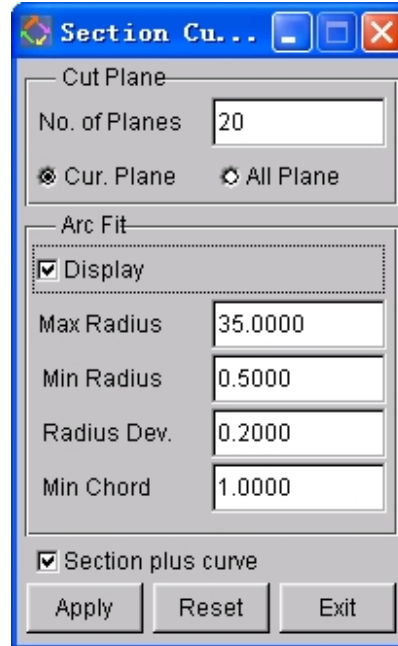 Section Cu...
Cut Plane
No. of Planes 20
Cur. Plane All Plane
Arc Fit
Display
Max Radius 35.0000
Min Radius 0.5000
Radius Dev. 0.2000
Min Chord 1.0000
Section plus curve
Apply Reset Exit